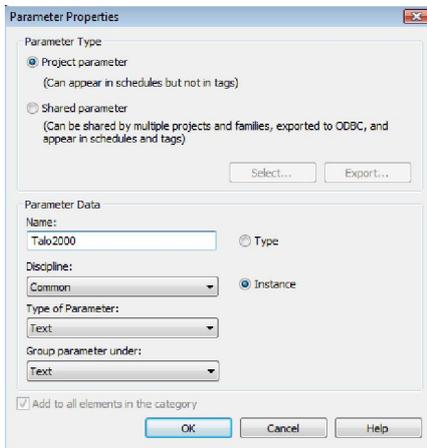 Parameter Properties
Parameter Type
Project parameter
(Can appear in schedules but not in tags)
Shared parameter
(Can be shared by multiple projects and families, exported to ODBC, and
appear in schedules and tags)
Select... Export...
Parameter Data
Name:
Talo2000
Type
Discipline:
Common
Instance
Type of Parameter:
Text
Group parameter under:
Text
Add to all elements in the category
OK Cancel Help